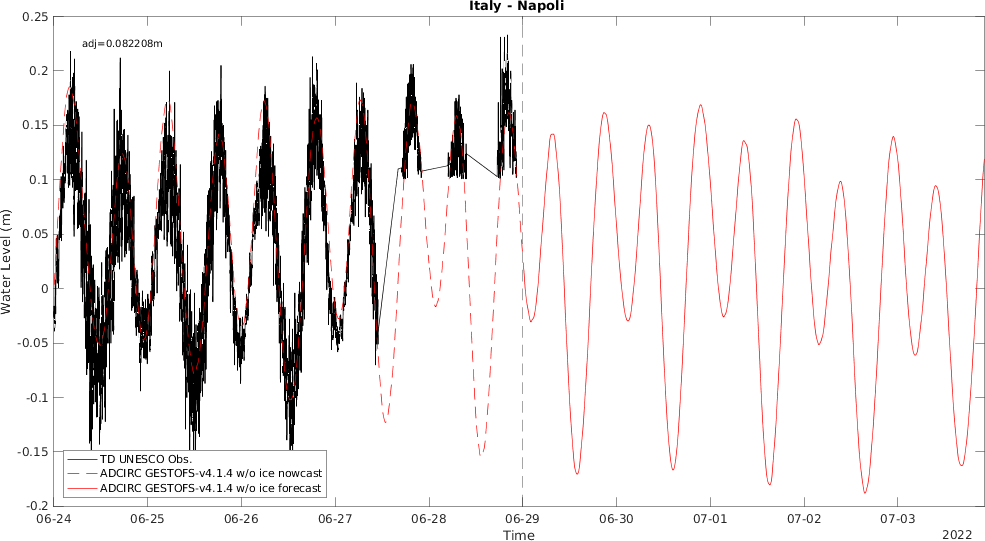 Italy - Napoli
adj=0.082208m
0.25
0.2
0.15
0.1
0.05
0
-0.05
-0.1
-0.15
-0.2
Water Level (m)
TD UNESCO Obs.
ADCIRC GESTOFS-v4.1.4 w/o ice nowcast
ADCIRC GESTOFS-v4.1.4 w/o ice forecast
06-24 06-25 06-26 06-27 06-28 06-29 06-30 07-01 07-02 07-03
Time
2022